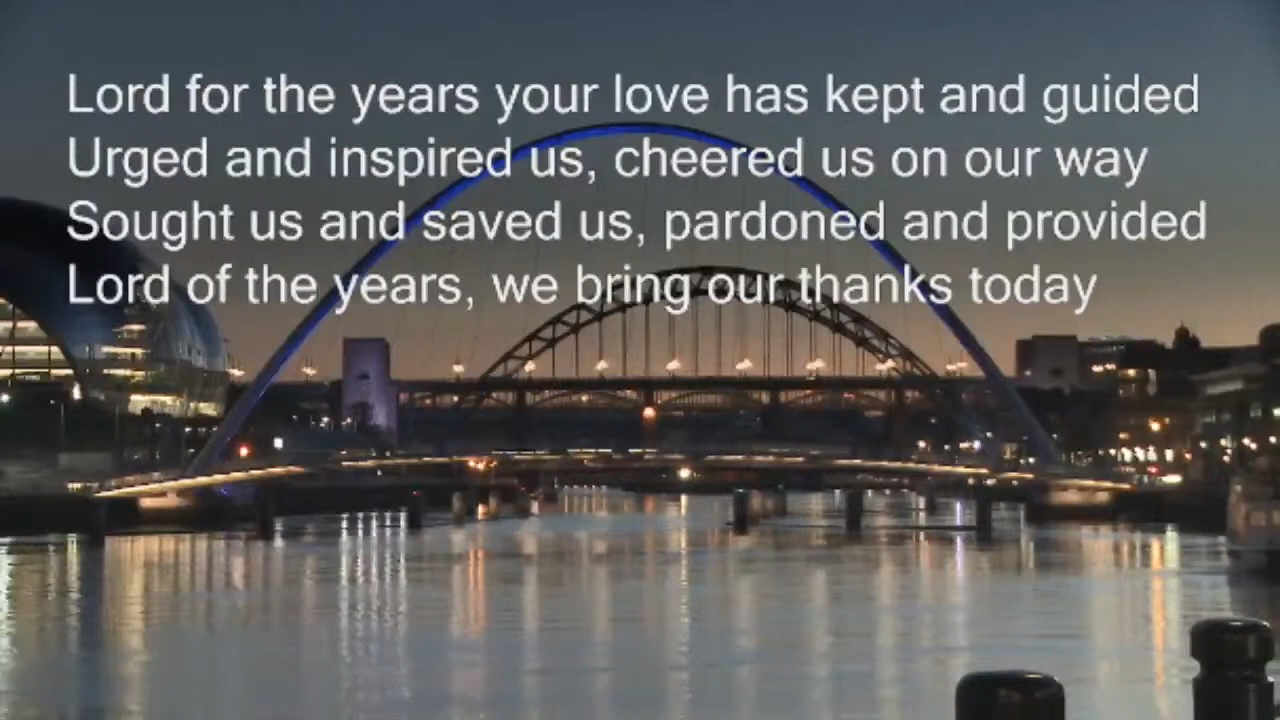 Lord for the years your love has kept and guided
Urged and inspired us, cheered us on our way
Sought us and saved us, pardoned and provided
Lord of the years, we bring our thanks today